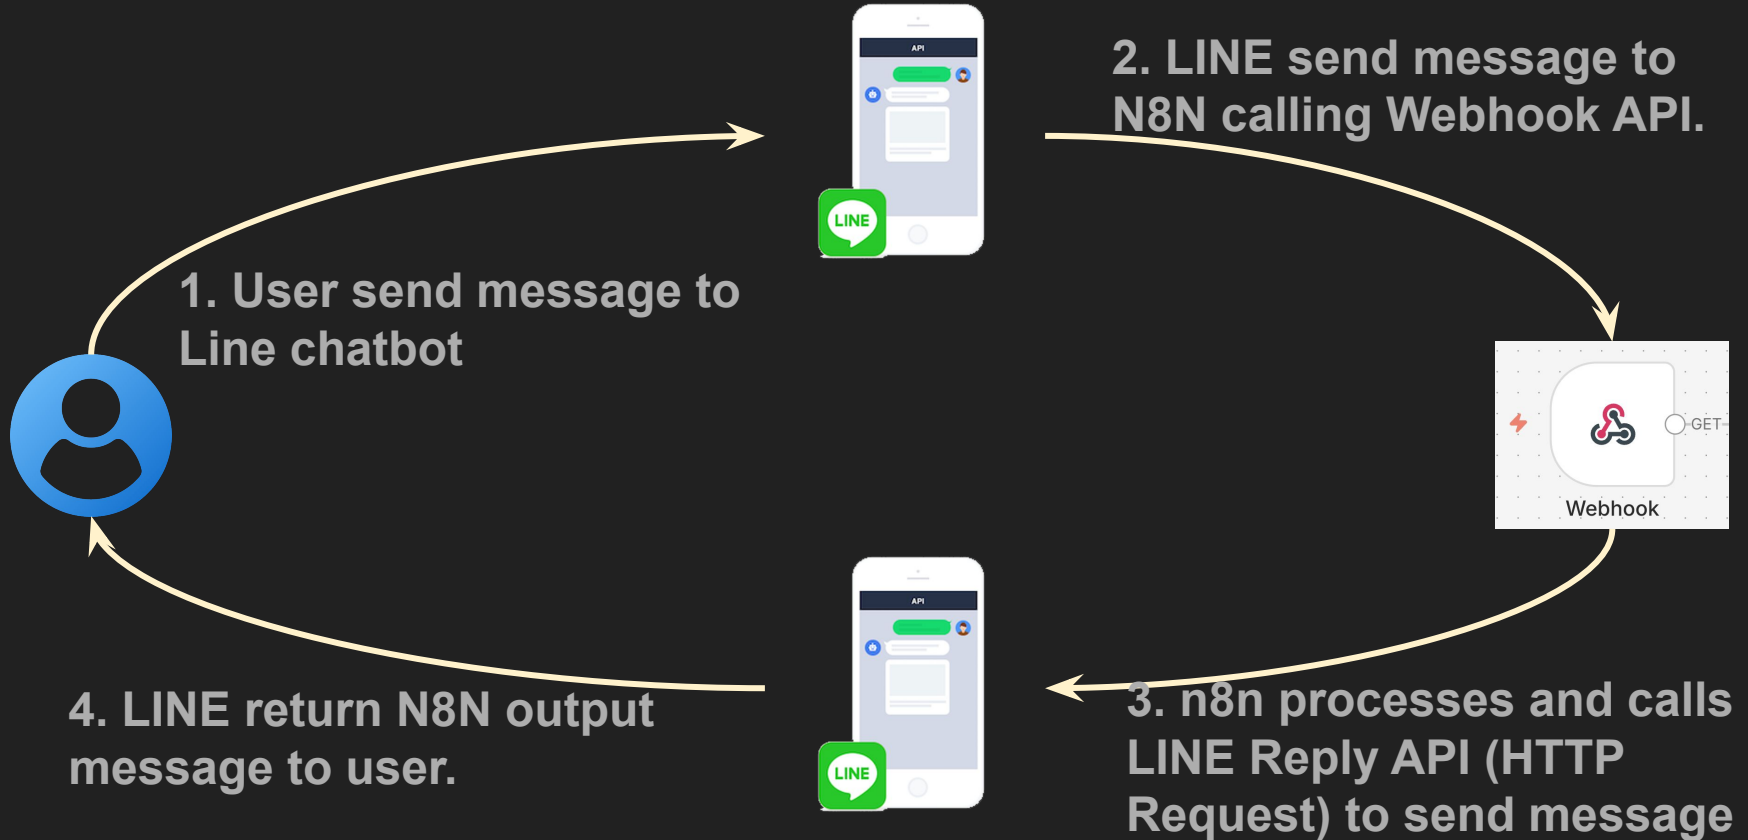 API
2. LINE send message to
N8N calling Webhook API.
LINE
1. User send message to
Line chatbot
GET
Webhook
API
4. LINE return N8N output
message to user.
3. n8n processes and calls
LINE Reply API (HTTP
Request) to send message
LINE